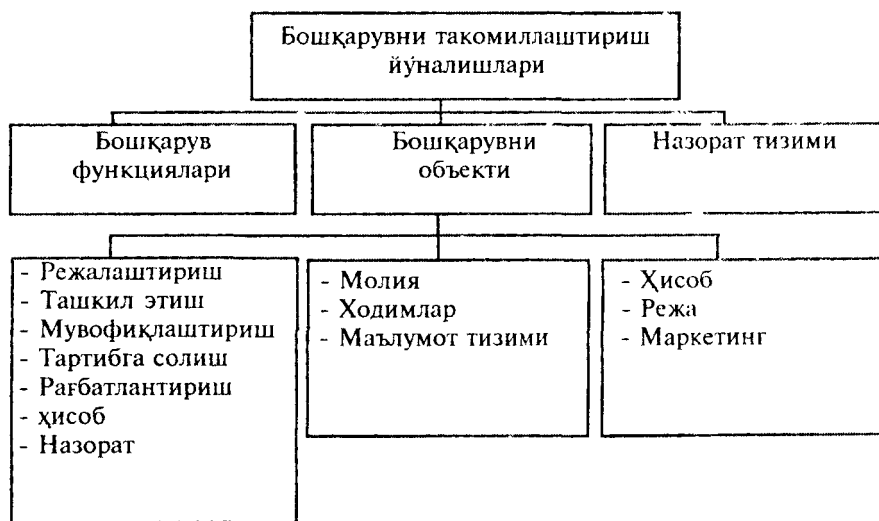 Бошқарувни такомиллаштириш
йўналишлари
Бошқарув
функциялари
Бошқарувни
объекти
Назорат тизими
- Режалаштириш
- Ташкил этиш
- Мувофиқлаштириш
- Тартибга солиш
- Рағбатлантириш
- ҳисоб
- Назорат
- Молия
- Ходимлар
- Маълумот тизими
- Ҳисоб
- Режа
- Маркетинг